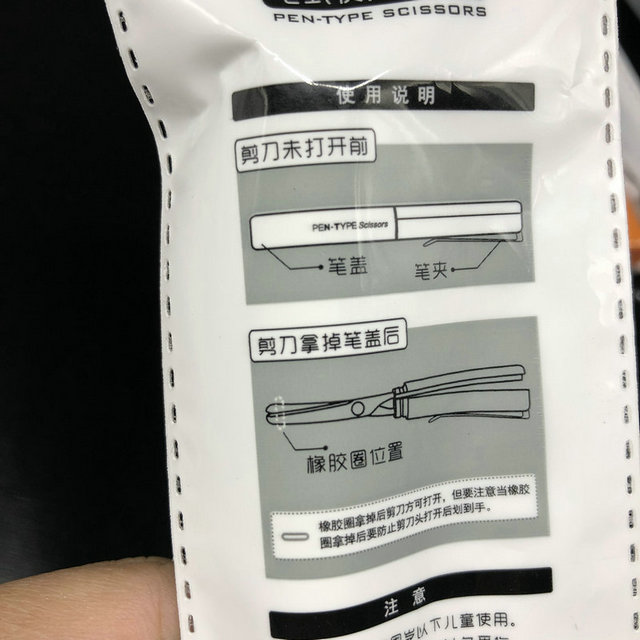 PEN-TYPE SCISSORS
使用说明
剪刀未打开前
PEN-TYPE Scissors
笔盖
笔夹
剪刀拿掉笔盖后
橡胶圈位置
橡胶圈拿掉后剪刀方可打开，但要注意当橡胶
圈拿掉后要防止剪刀头打开后划到手。
注意
周岁以下儿童使用。